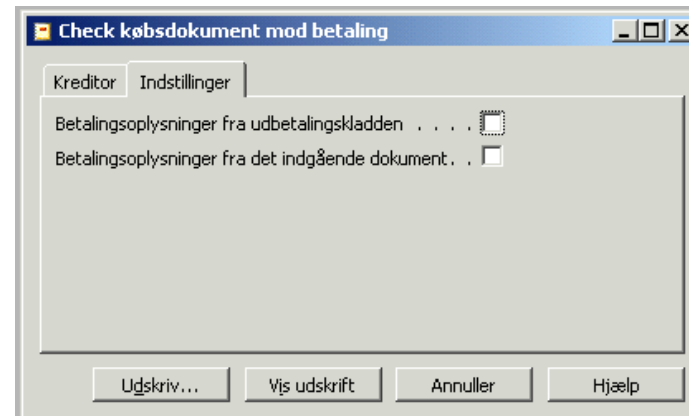 Check købsdokument mod betaling
Kreditor Indstillinger
Betalingsoplysninger fra udbetalingskladden . . . .
Betalingsoplysninger fra det indgående dokument. . .
Udskriv... Vis udskrift Annuller Hjælp